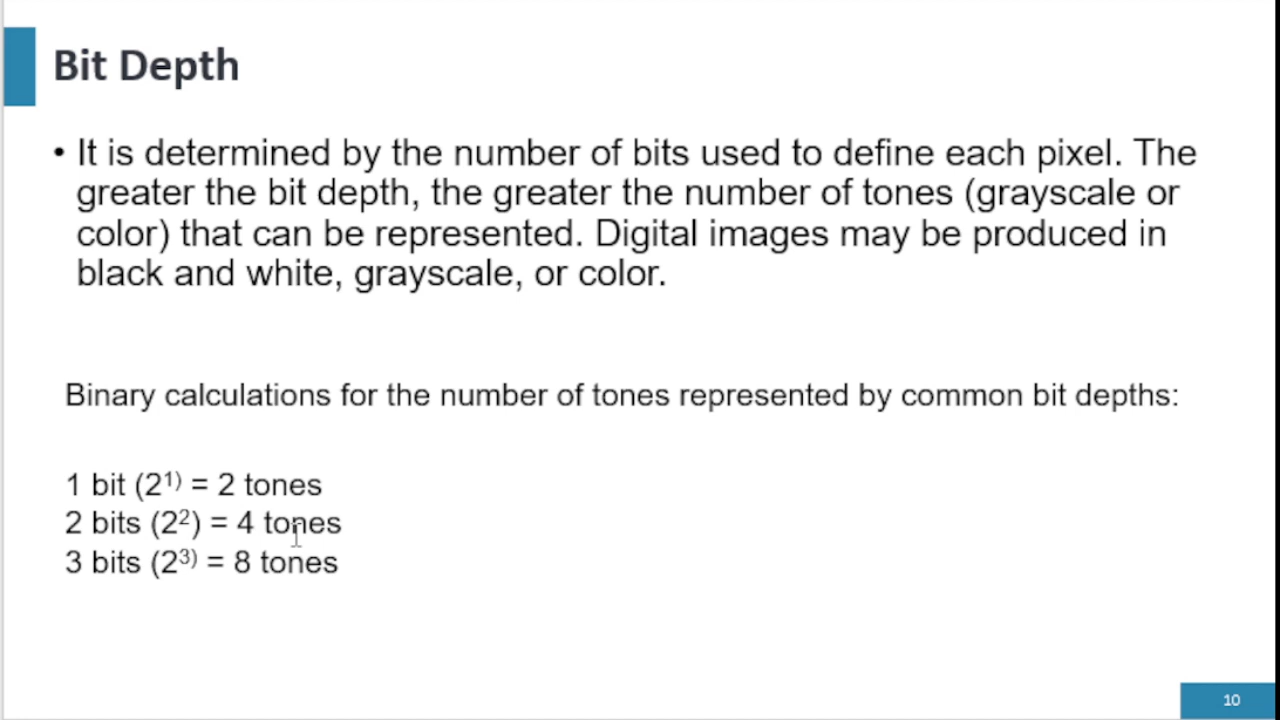 Bit Depth
• It is determined by the number of bits used to define each pixel. The
greater the bit depth, the greater the number of tones (grayscale or
color) that can be represented. Digital images may be produced in
black and white, grayscale, or color.
Binary calculations for the number of tones represented by common bit depths:
1 bit (2¹⁾ = 2 tones
2 bits (2²) = 4 tones
3 bits (2³⁾ = 8 tones
10